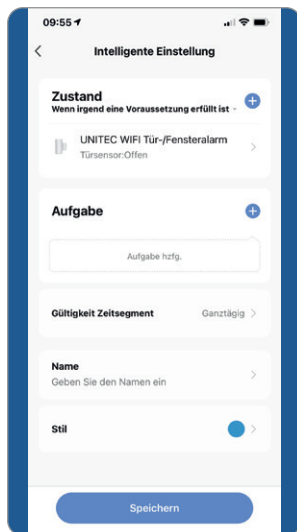 09:55
Intelligente Einstellung
Zustand
Wenn irgend eine Voraussetzung erfüllt ist
UNITEC WIFI Tür-/Fensteralarm
Türsensor:Offen
Aufgabe
Aufgabe hzfg.
Gültigkeit Zeitsegment Ganztägig
Name
Geben Sie den Namen ein
Stil
Speichern